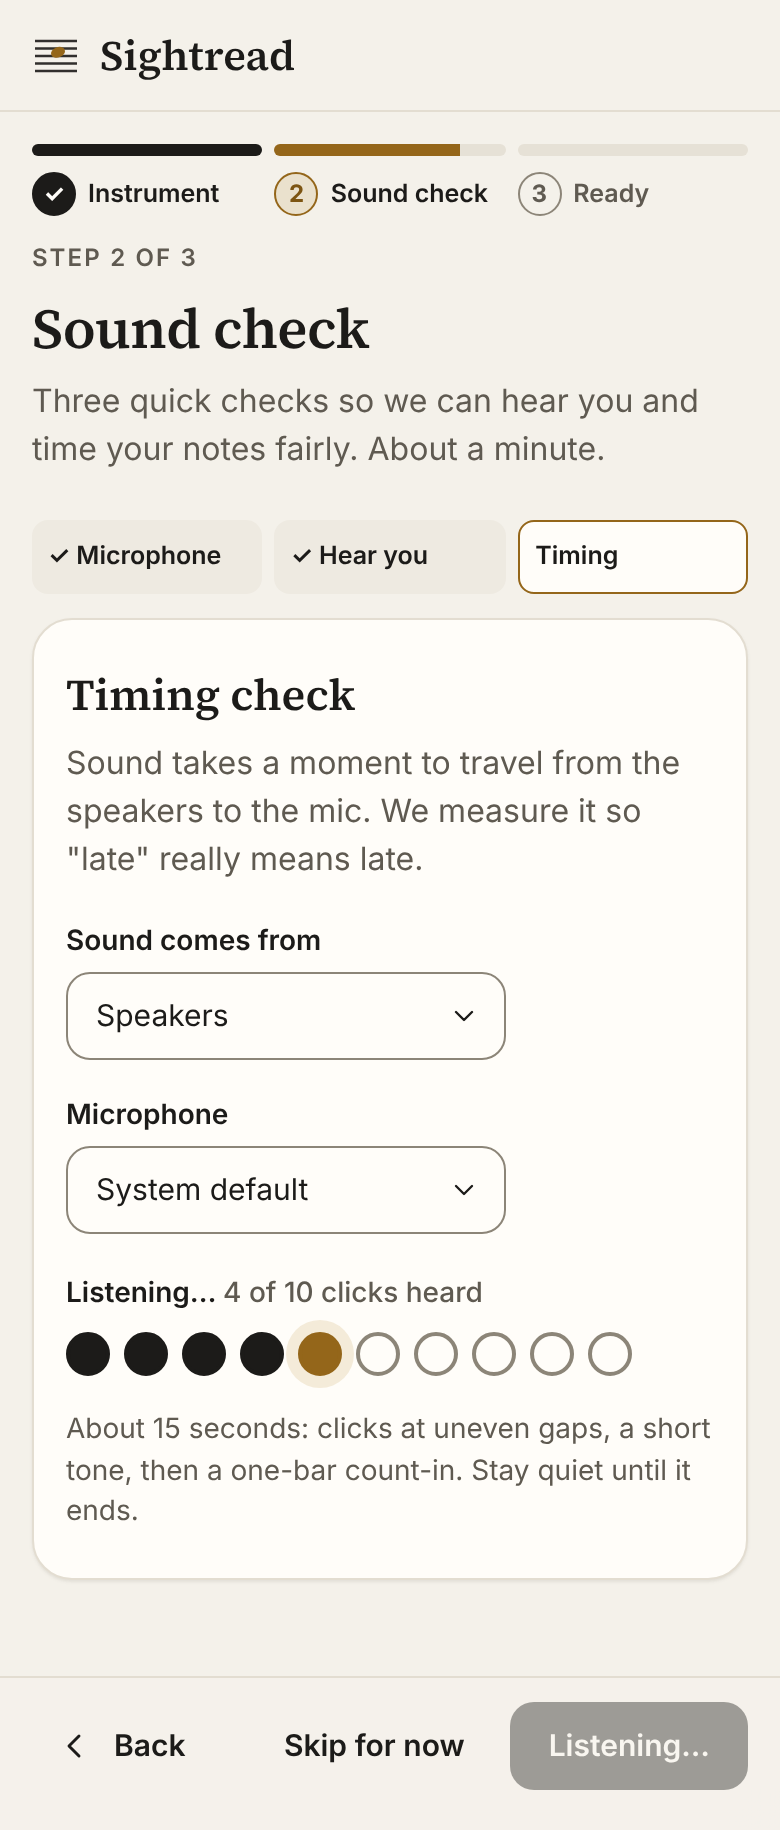 Sightread
Instrument
2 Sound check
3 Ready
STEP 2 OF 3
Sound check
Three quick checks so we can hear you and
time your notes fairly. About a minute.
Microphone
Hear you
Timing
Timing check
Sound takes a moment to travel from the
speakers to the mic. We measure it so
"late" really means late.
Sound comes from
Speakers
Microphone
System default
Listening... 4 of 10 clicks heard
About 15 seconds: clicks at uneven gaps, a short
tone, then a one-bar count-in. Stay quiet until it
ends.
Back
Skip for now
Listening...